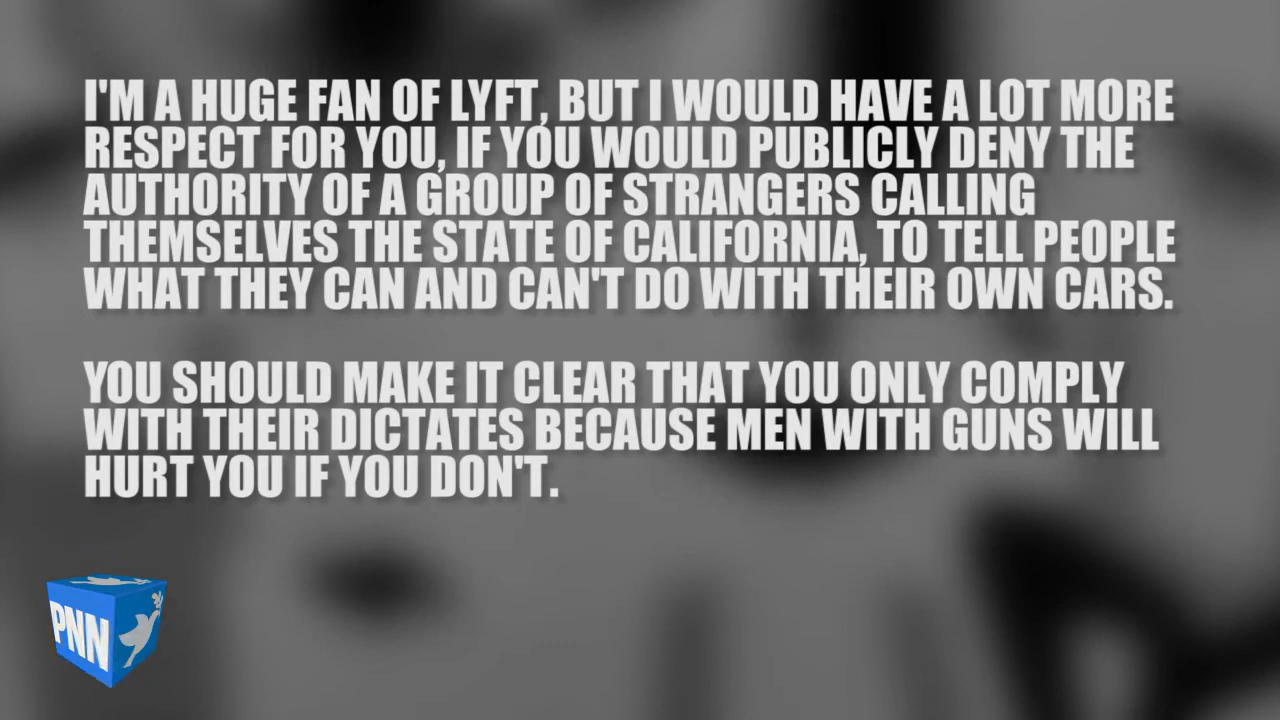 I'M A HUGE FAN OF LYFT, BUT I WOULD HAVE A LOT MORE
RESPECT FOR YOU, IF YOU WOULD PUBLICLY DENY THE
AUTHORITY OF A GROUP OF STRANGERS CALLING
THEMSELVES THE STATE OF CALIFORNIA, TO TELL PEOPLE
WHAT THEY CAN AND CAN'T DO WITH THEIR OWN CARS.
YOU SHOULD MAKE IT CLEAR THAT YOU ONLY COMPLY
WITH THEIR DICTATES BECAUSE MEN WITH GUNS WILL
HURT YOU IF YOU DON'T.
PNN